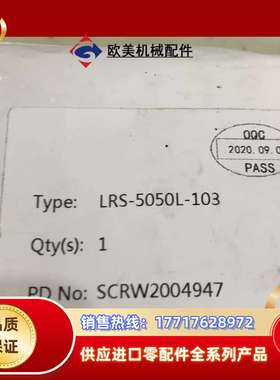 欧美机械配件
OQC
2020.09.0
PASS
Type: LRS-5050L-103
Qty(s): 1
PD No: SCRW2004947
品质
保证
销售热线:17717628972
供应进口零配件全系列产品